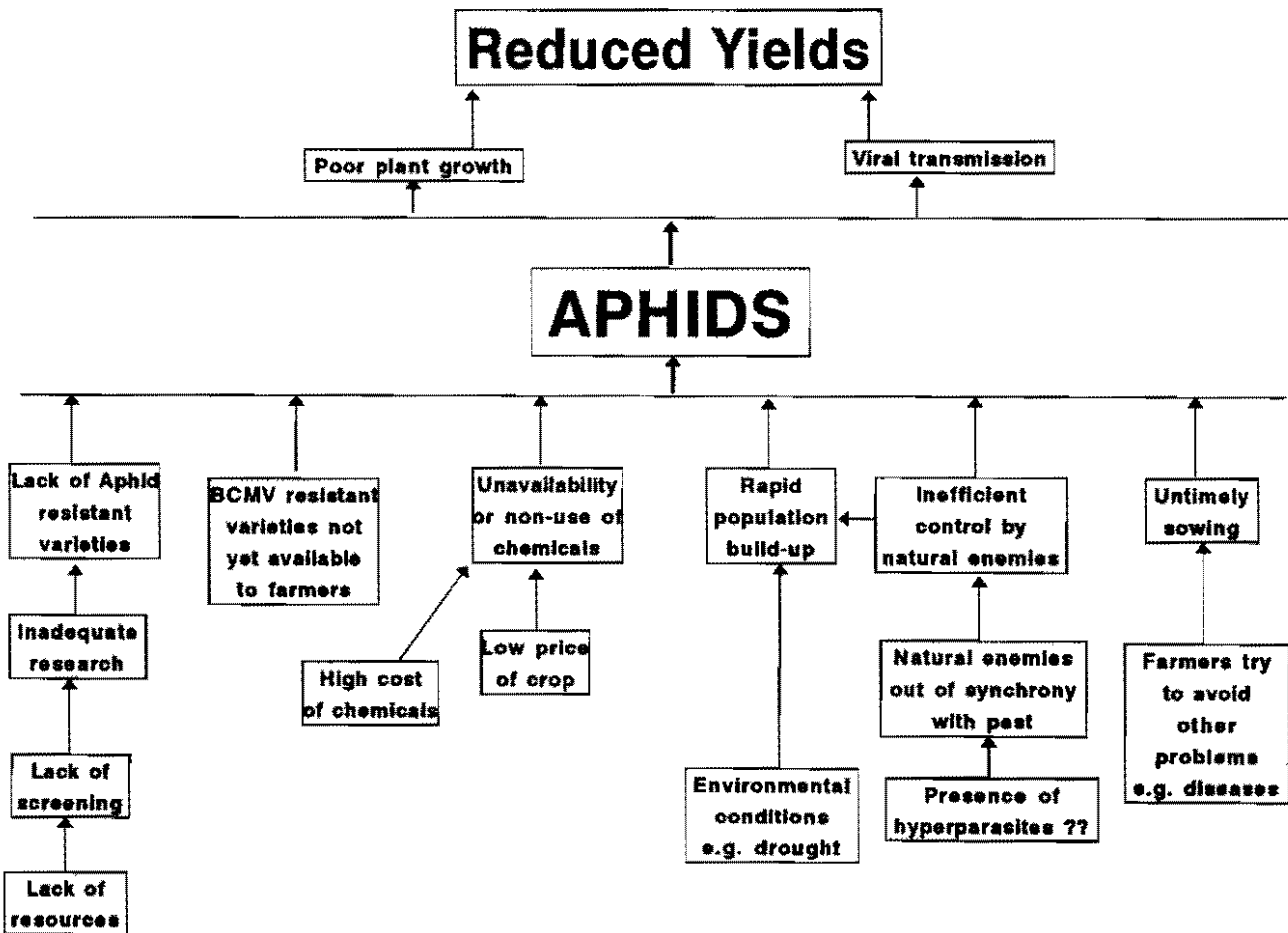 Reduced Yields
Poor plant growth
Viral transmission
APHIDS
Lack of Aphid
resistant
varieties
BCMV resistant
varieties not
yet available
to farmers
Unavailability
or non-use of
chemicals
Rapid
population
build-up
Inefficient
control by
natural enemies
Untimely
sowing
Inadequate
research
High cost
of chemicals
Low price
of crop
Natural enemies
out of synchrony
with pest
Farmers try
to avoid
other
problems
e.g. diseases
Lack of
screening
Environmental
conditions
e.g. drought
Presence of
hyperparasites ??
Lack of
resources